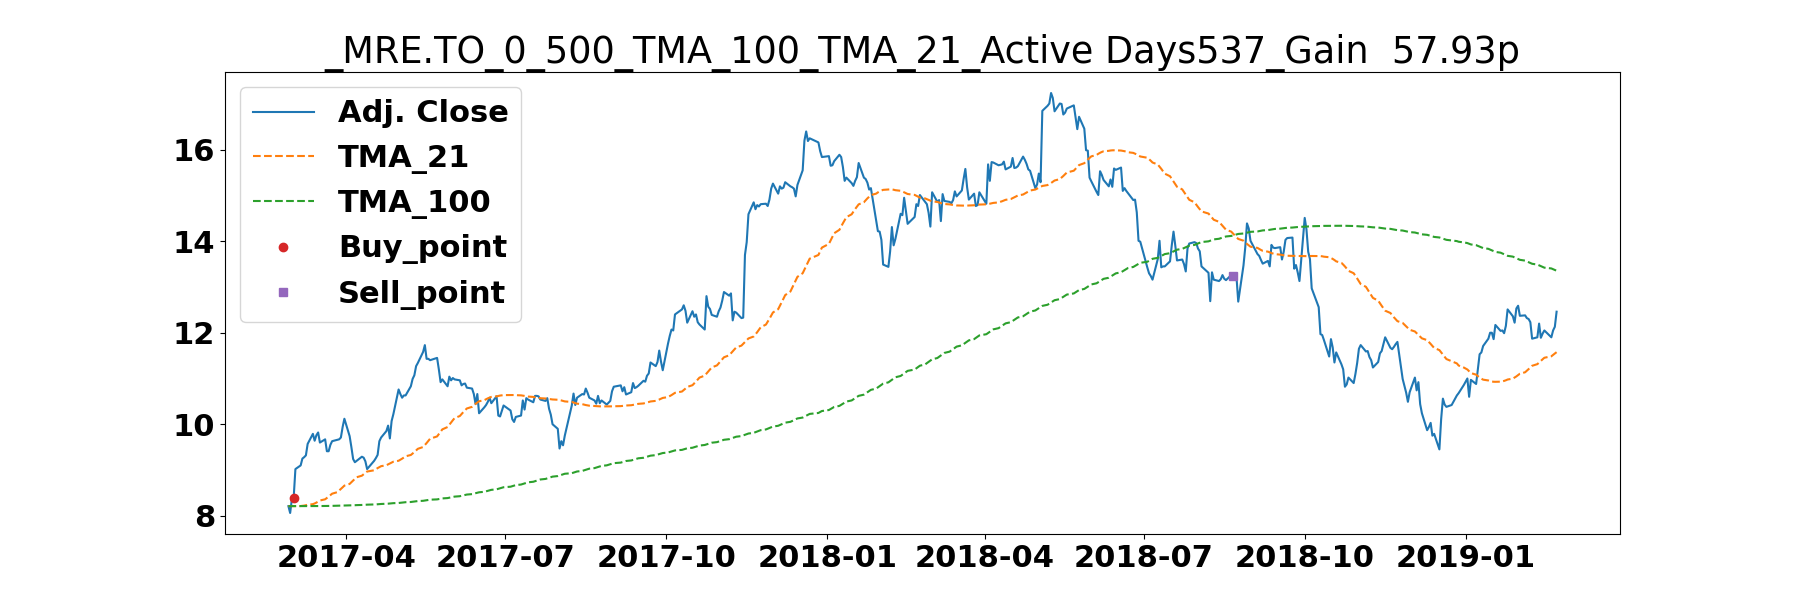 _MRE.TO_0_500_TMA_100_TMA_21_Active Days537_Gain  57.93p
Adj. Close
TMA_21
TMA_100
Buy_point
Sell_point
16
14
12
10
8
2017-04 2017-07 2017-10 2018-01 2018-04 2018-07 2018-10 2019-01